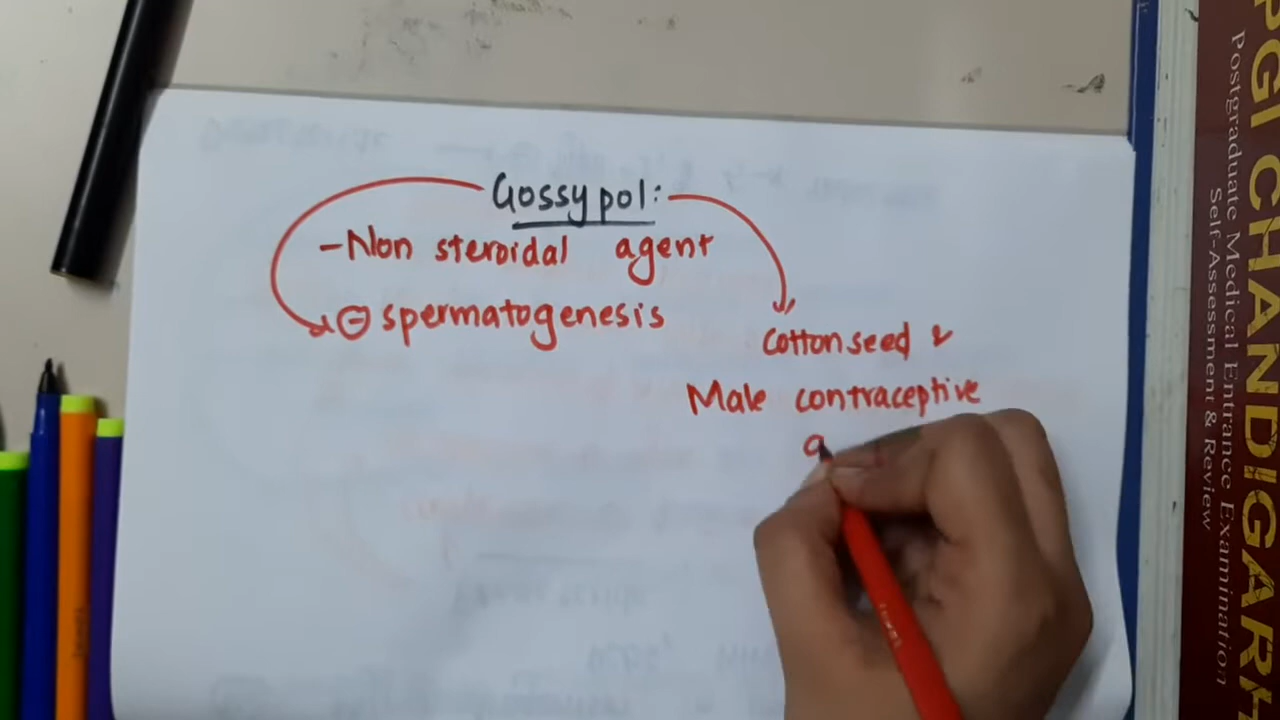 Gossypol:
- Non steroidal agent
⊖ spermatogenesis
Cottonseed &
Male contraceptive
a
PGI CHANDIGARH
Postgraduate Medical Entrance Examination
Self-Assessment & Review